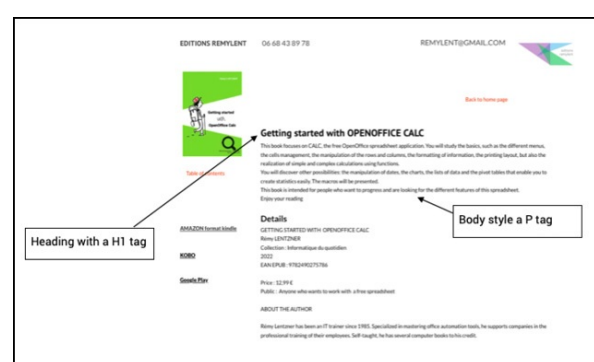 EDITIONS REMYLENT
06 68 43 89 78
REMYLENT@GMAIL.COM
Getting started
with
OpenOffice Calc
Back to home page
Table of contents
Getting started with OPENOFFICE CALC
This book focuses on CALC, the free OpenOffice spreadsheet application. You will study the basics, such as the different menus,
the cells management, the manipulation of the rows and columns, the formatting of information, the printing layout, but also the
realization of simple and complex calculations using functions.
You will discover other possibilities: the manipulation of dates, the charts, the lists of data and the pivot tables that enable you to
create statistics easily. The macros will be presented.
This book is intended for people who want to progress and are looking for the different features of this spreadsheet.
Enjoy your reading
Heading with a H1 tag
Body style a P tag
AMAZON format kindle
KOBO
Google Play
Details
GETTING STARTED WITH OPENOFFICE CALC
Rémy LENTZNER
Collection : Informatique du quotidien
2022
EAN EPUB : 9782490275786
Price : 12,99 €
Public : Anyone who wants to work with a free spreadsheet
ABOUT THE AUTHOR
Rémy Lentzner has been an IT trainer since 1985. Specialized in mastering office automation tools, he supports companies in the
professional training of their employees. Self-taught, he has several computer books to his credit.